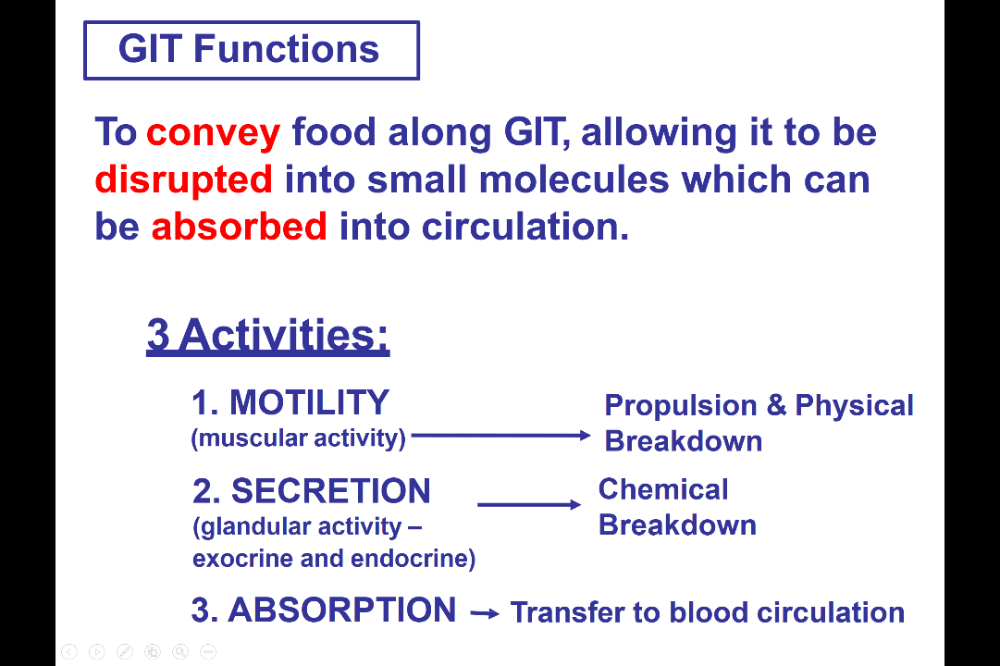 GIT Functions
To convey food along GIT, allowing it to be
disrupted into small molecules which can
be absorbed into circulation.
3 Activities:
1. MOTILITY
(muscular activity)
Propulsion & Physical
Breakdown
2. SECRETION
(glandular activity –
exocrine and endocrine)
Chemical
Breakdown
3. ABSORPTION
Transfer to blood circulation